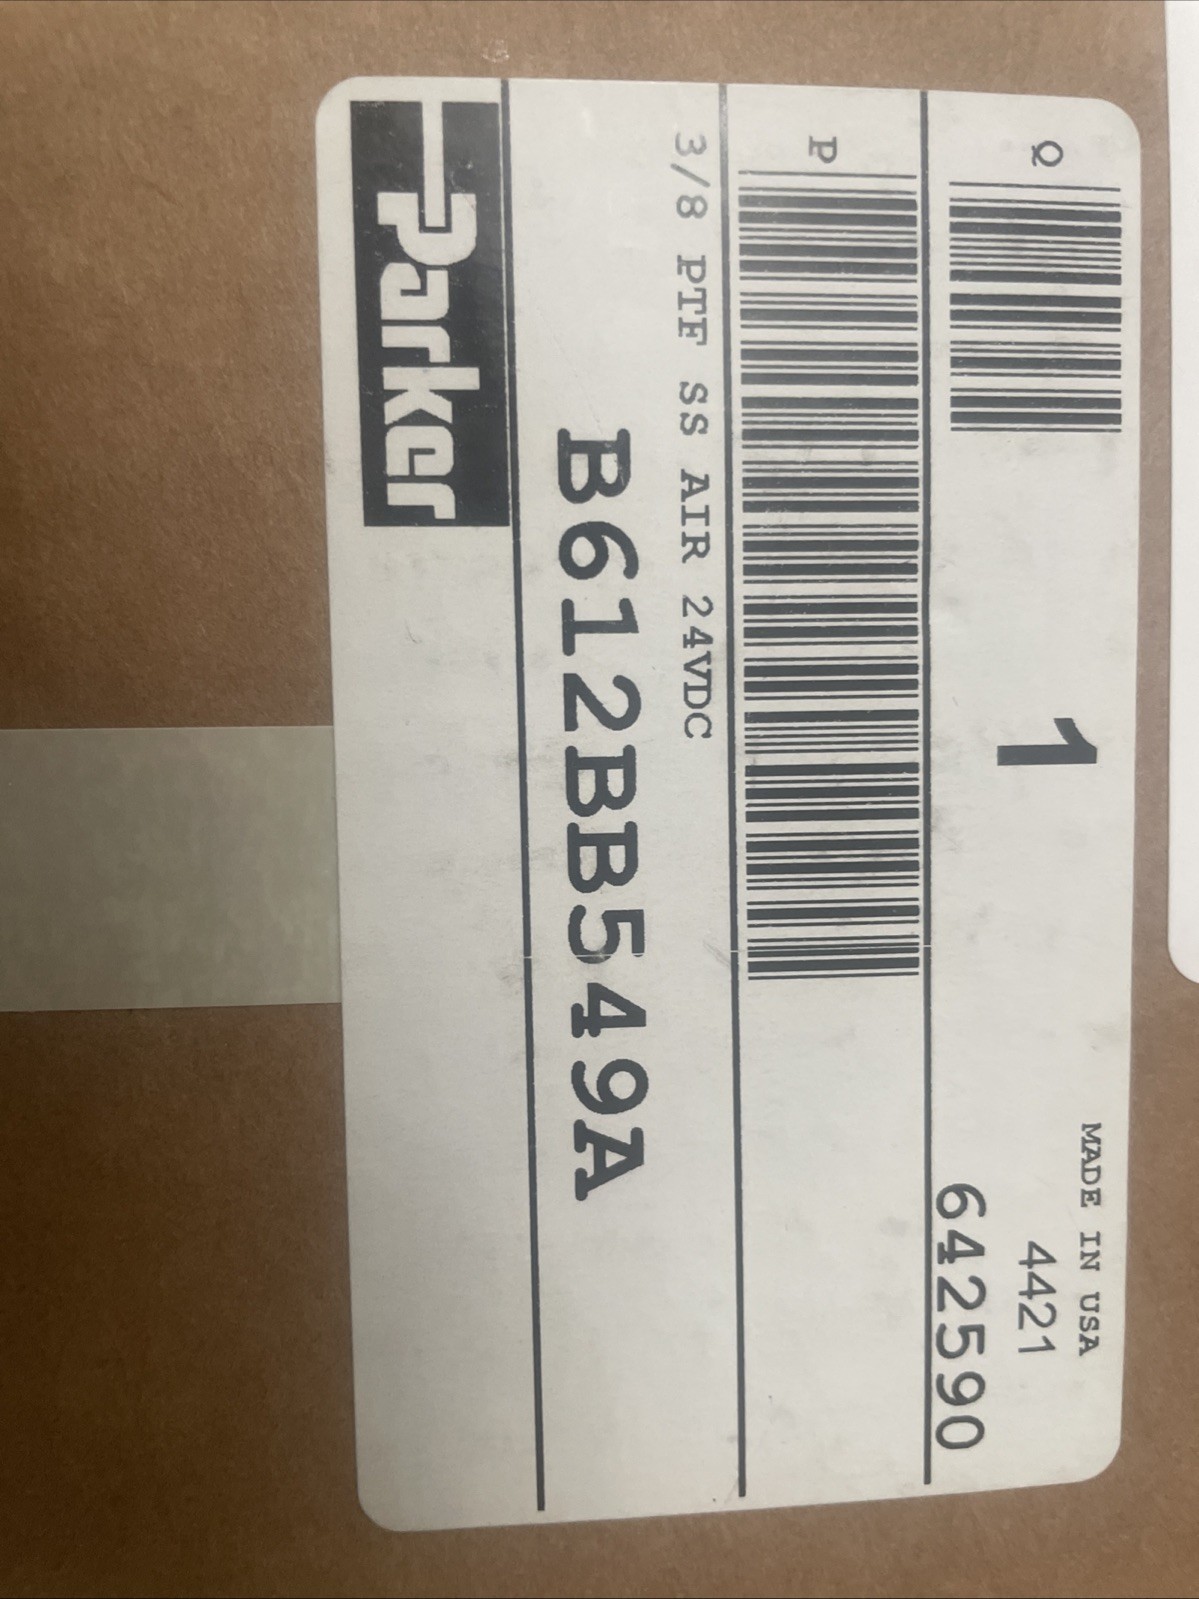 Parker
B612BB549A
3/8 PTF SS AIR 24VDC
P
Q
1
MADE IN USA
4421
642590